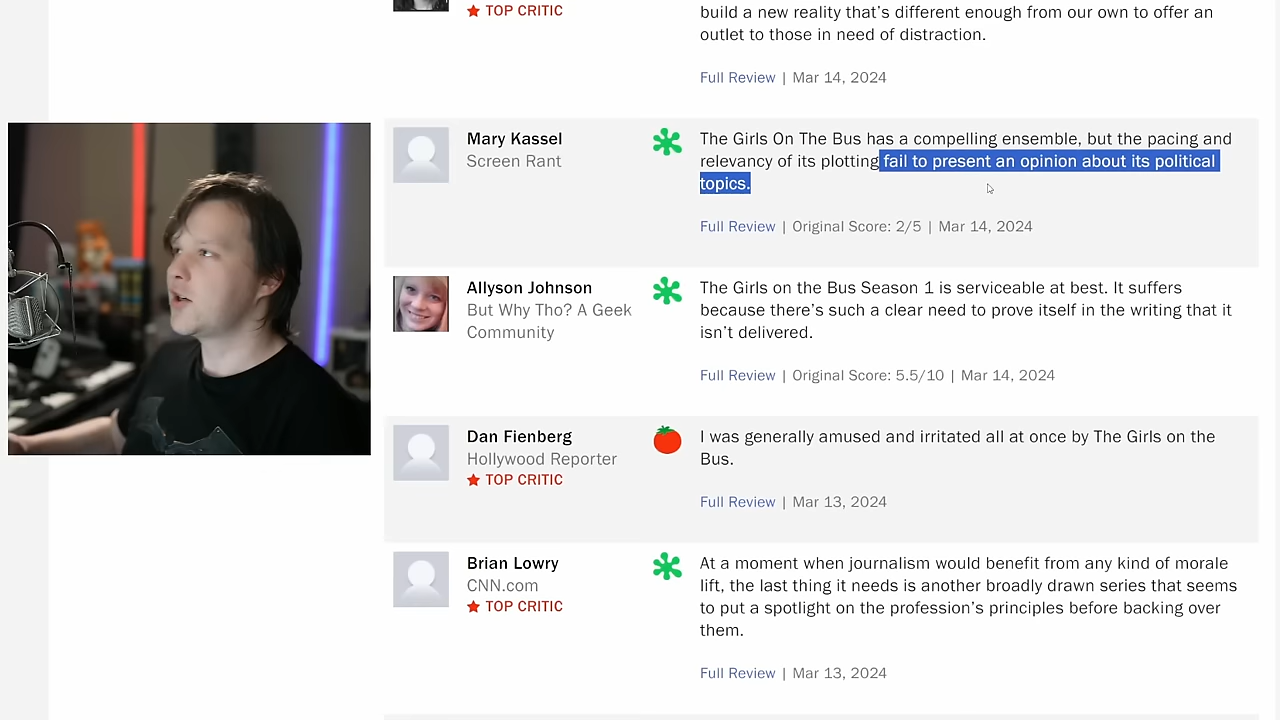 ★ TOP CRITIC
build a new reality that's different enough from our own to offer an
outlet to those in need of distraction.
Full Review | Mar 14, 2024
Mary Kassel
Screen Rant
The Girls On The Bus has a compelling ensemble, but the pacing and
relevancy of its plotting fail to present an opinion about its political
topics.
Full Review | Original Score: 2/5 | Mar 14, 2024
Allyson Johnson
But Why Tho? A Geek
Community
The Girls on the Bus Season 1 is serviceable at best. It suffers
because there's such a clear need to prove itself in the writing that it
isn't delivered.
Full Review | Original Score: 5.5/10 | Mar 14, 2024
Dan Fienberg
Hollywood Reporter
★ TOP CRITIC
I was generally amused and irritated all at once by The Girls on the
Bus.
Full Review | Mar 13, 2024
Brian Lowry
CNN.com
★ TOP CRITIC
At a moment when journalism would benefit from any kind of morale
lift, the last thing it needs is another broadly drawn series that seems
to put a spotlight on the profession's principles before backing over
them.
Full Review | Mar 13, 2024